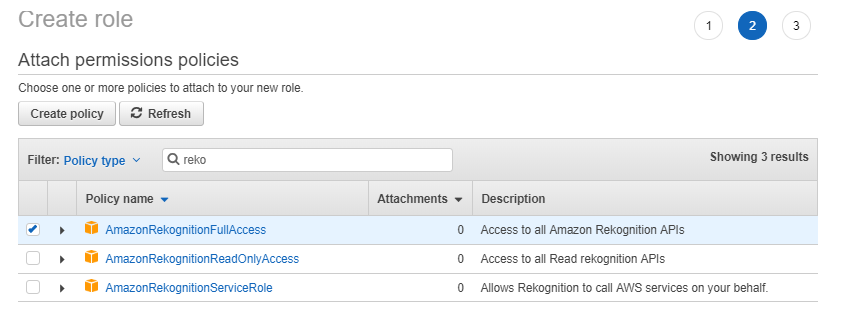 Create role
1 2 3
Attach permissions policies
Choose one or more policies to attach to your new role.
Create policy Refresh
Filter: Policy type reko Showing 3 results
Policy name Attachments Description
AmazonRekognitionFullAccess 0 Access to all Amazon Rekognition APIs
AmazonRekognitionReadOnlyAccess 0 Access to all Read rekognition APIs
AmazonRekognitionServiceRole 0 Allows Rekognition to call AWS services on your behalf.